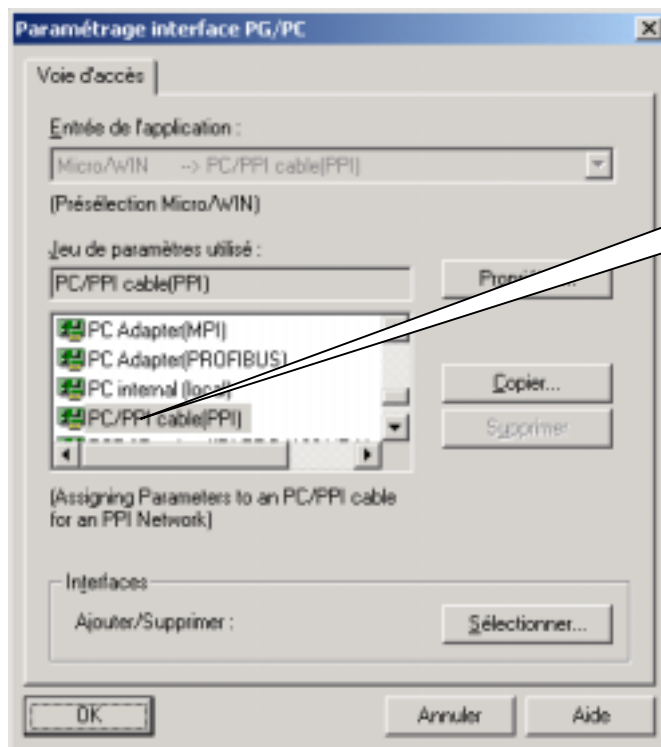 Paramétrage interface PG/PC
Voie d'accès
Entrée de l'application :
Micro/WIN --> PC/PPI cable(PPI)
(Présélection Micro/WIN)
Jeu de paramètres utilisé :
PC/PPI cable(PPI)
PC Adapter(MPI)
PC Adapter(PROFIBUS)
PC internal (local)
PC/PPI cable(PPI)
Copier...
Supprimer
(Assigning Parameters to an PC/PPI cable
for an PPI Network)
Interfaces
Ajouter/Supprimer :
Sélectionner...
OK
Annuler
Aide